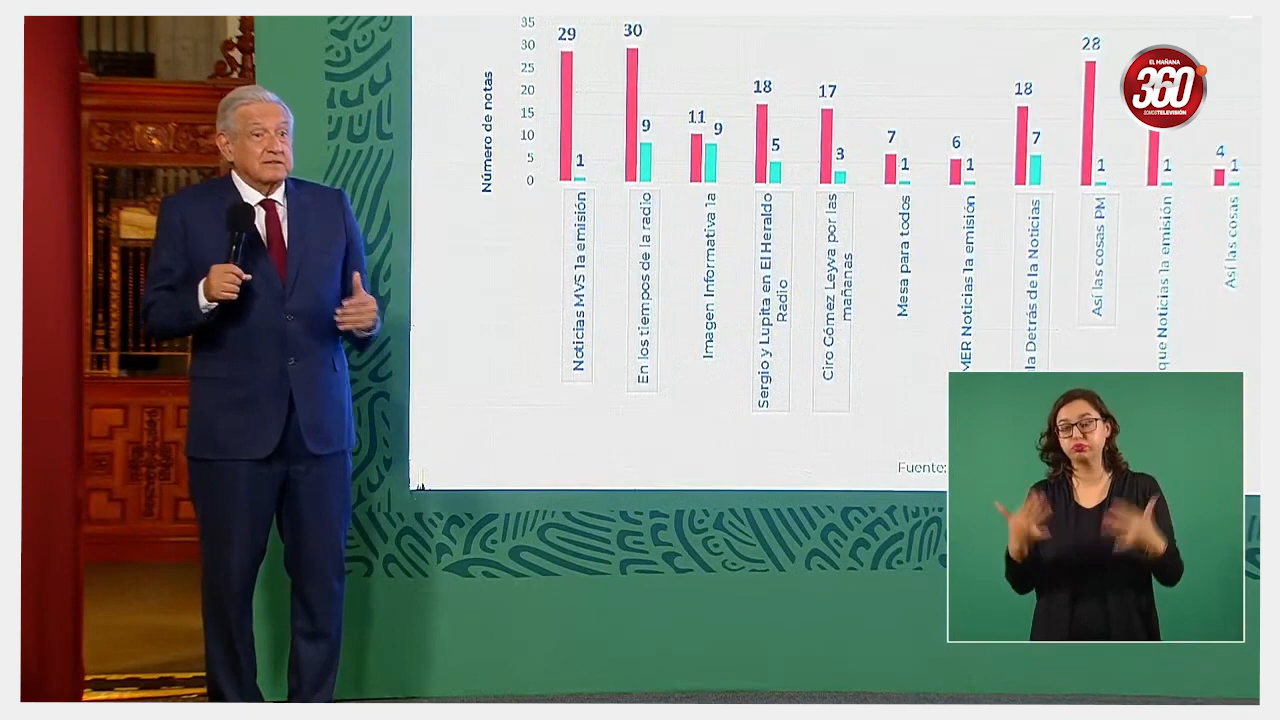 EL MAÑANA
360
SOMOS TELEVISIÓN
Número de notas
35
30
25
20
15
10
5
0
29
1
30
9
11
9
18
5
17
3
7
1
6
1
18
7
28
1
1
4
1
Noticias MVS 1a emisión
En los tiempos de la radio
Imagen Informativa 1a
Sergio y Lupita en El Heraldo
Radio
Ciro Gómez Leyva por las
mañanas
Mesa para todos
MER Noticias 1a emisión
la Detrás de la Noticias
Así las cosas PM
que Noticias 1a emisión
Así las cosas
Fuente: